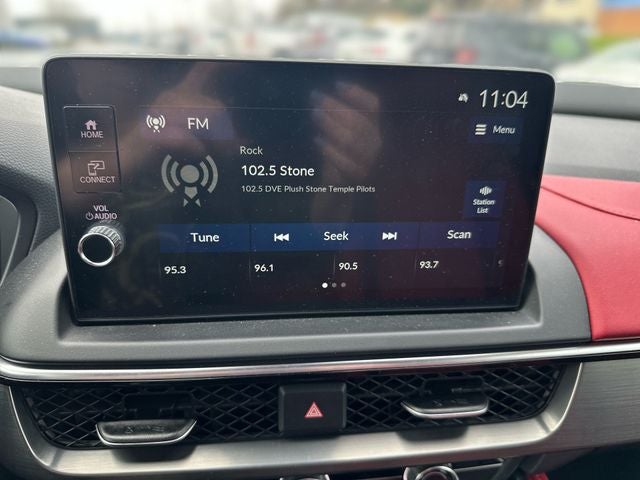 11:04
FM
Menu
HOME
CONNECT
VOL
AUDIO
Rock
102.5 Stone
102.5 DVE Plush Stone Temple Pilots
Station
List
Tune
Seek
Scan
95.3
96.1
90.5
93.7